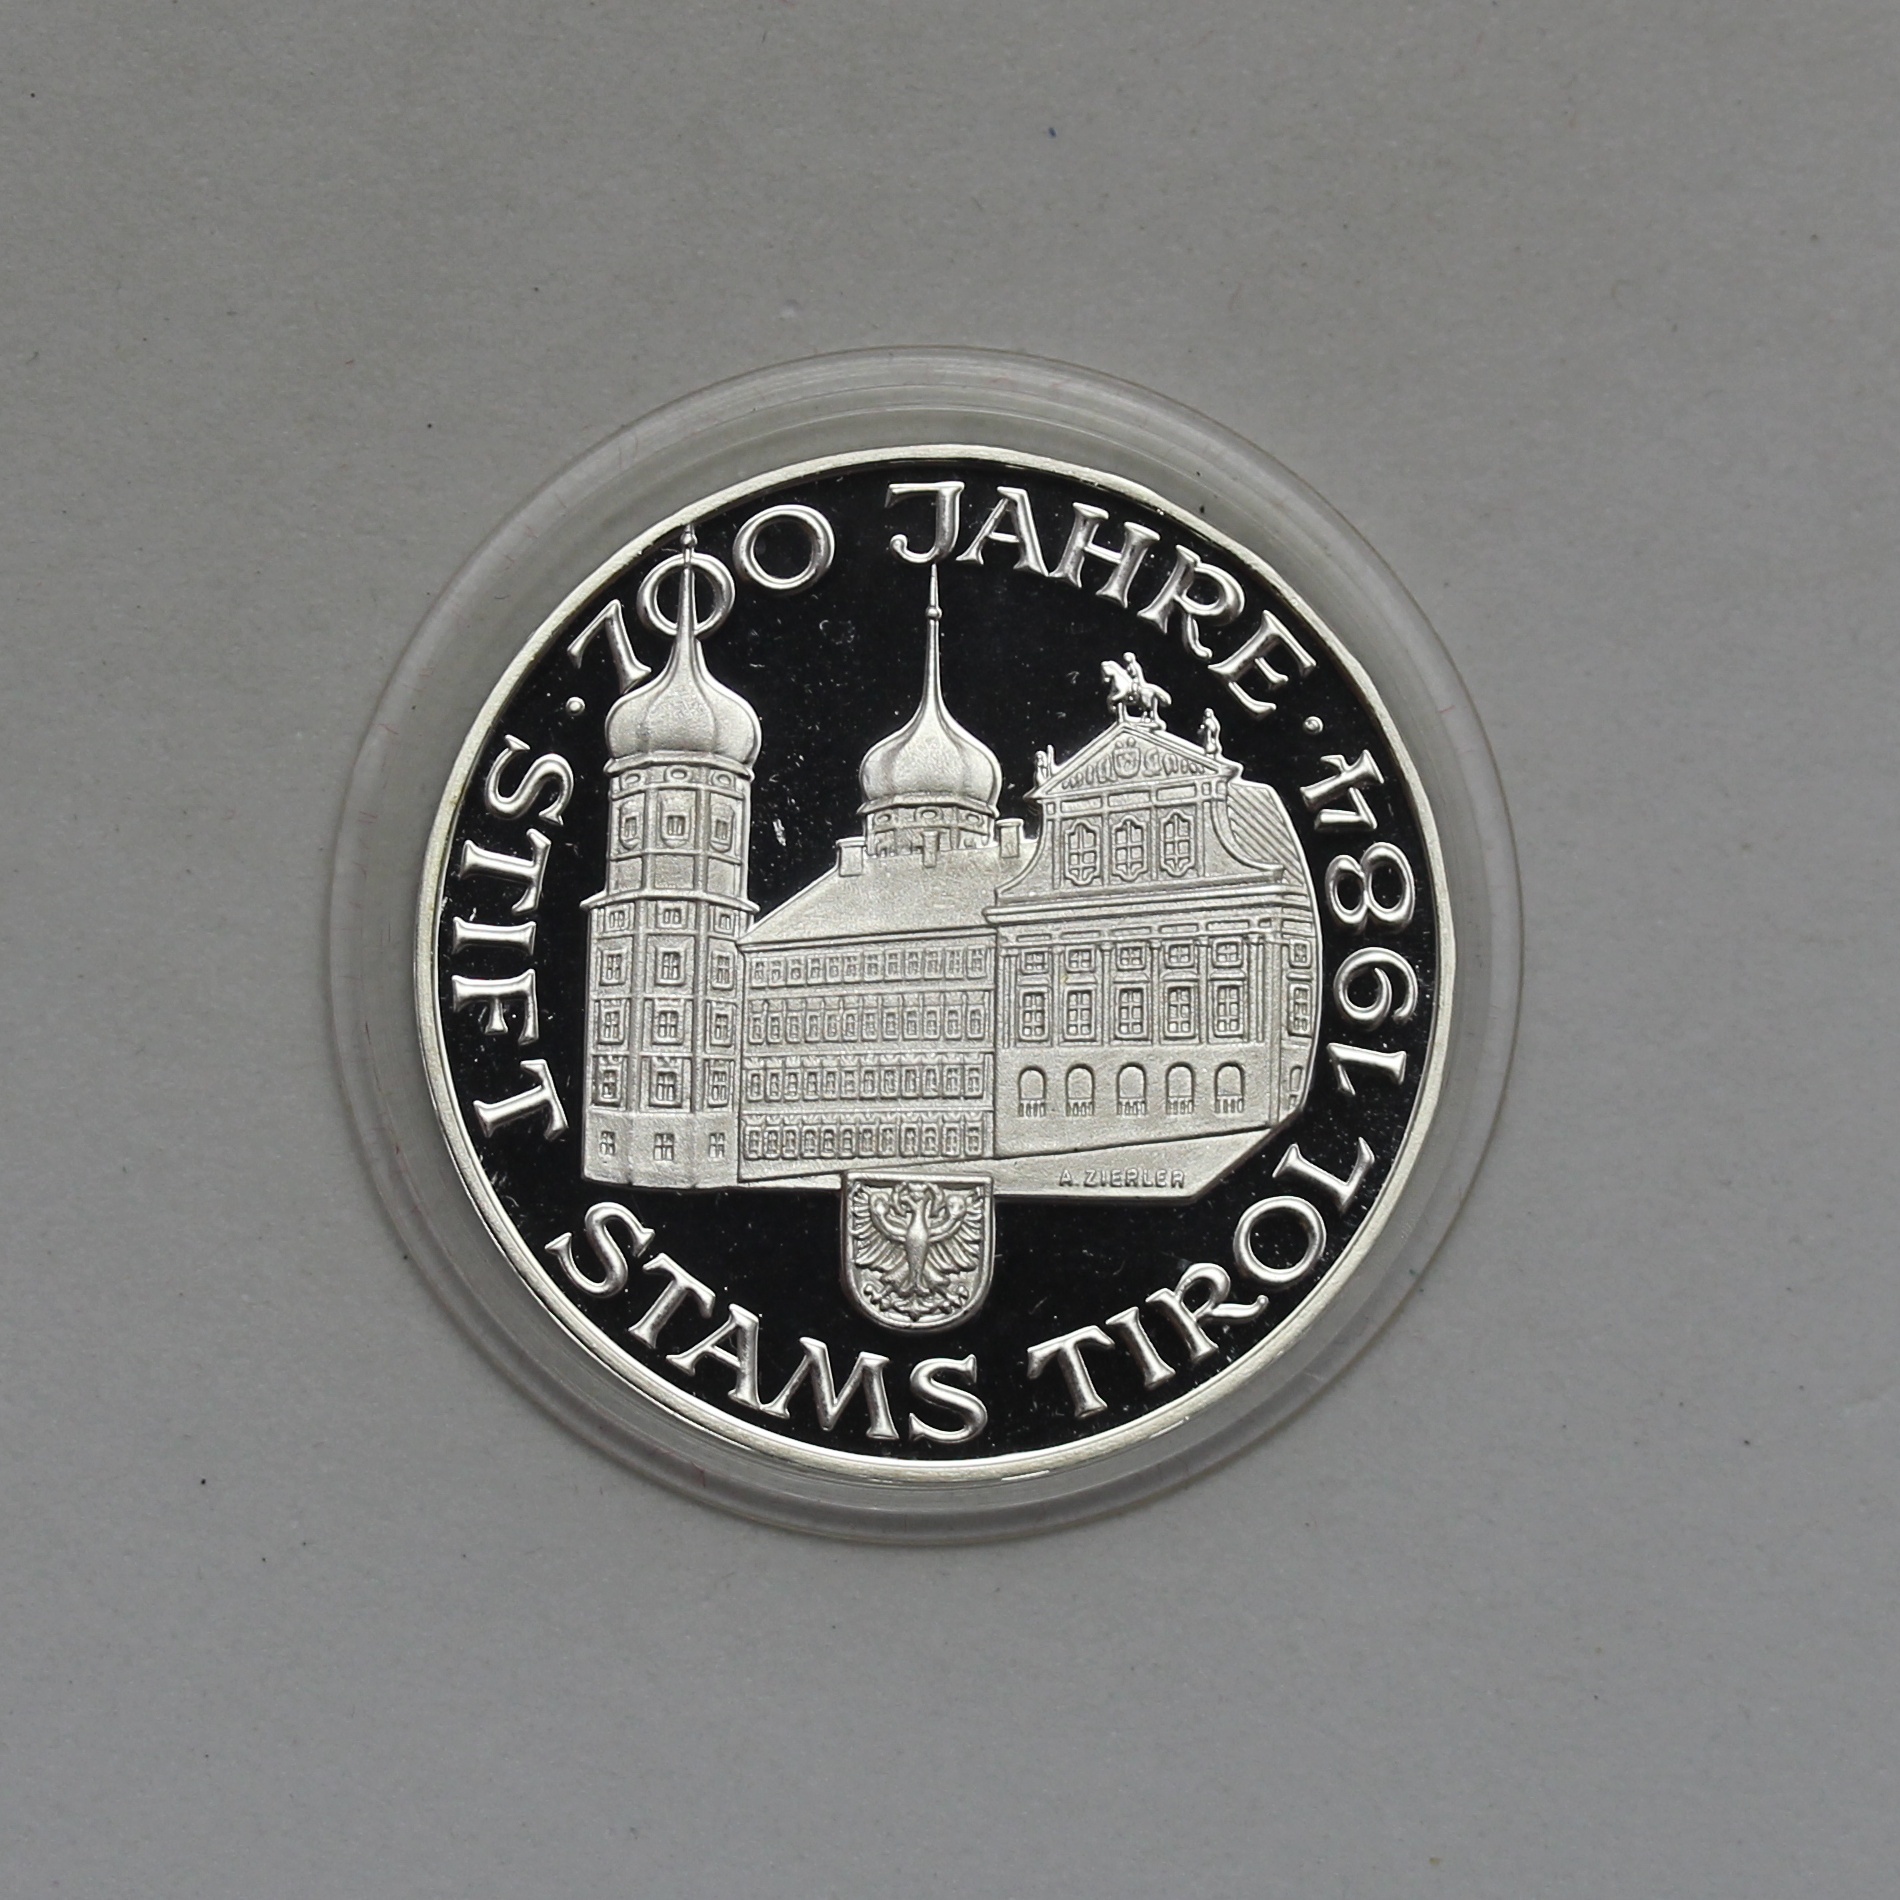 · 700 JAHRE ·
STIFT STAMS TIROL 1984
A. ZIERLER